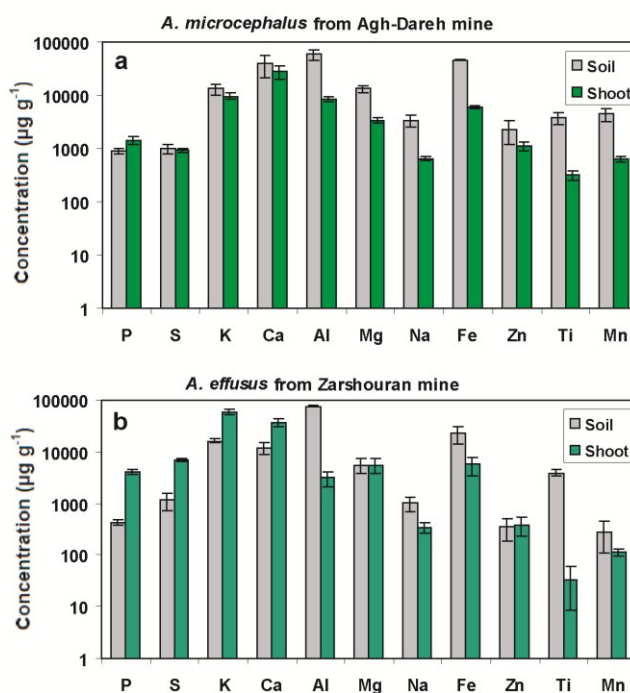 A. microcephalus from Agh-Dareh mine
a
Soil
Shoot
Concentration (µg g⁻¹)
100000
10000
1000
100
10
1
P S K Ca Al Mg Na Fe Zn Ti Mn
A. effusus from Zarshouran mine
b
Soil
Shoot
Concentration (µg g⁻¹)
100000
10000
1000
100
10
1
P S K Ca Al Mg Na Fe Zn Ti Mn